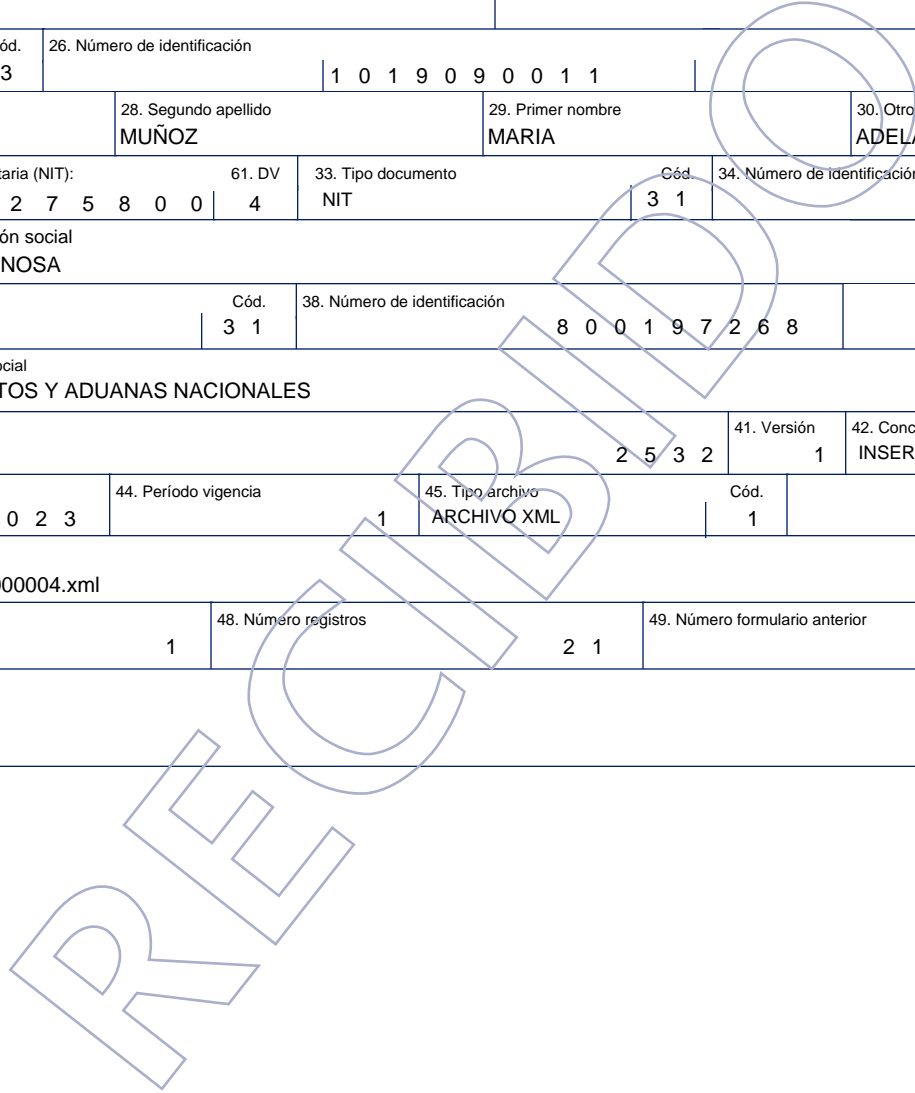 ód. 26. Número de identificación
3 1 0 1 9 0 9 0 0 1 1
28. Segundo apellido 29. Primer nombre 30. Otro
MUÑOZ MARIA ADELA
taria (NIT): 61. DV 33. Tipo documento Cód. 34. Número de identificación
2 7 5 8 0 0 4 NIT 3 1
ón social
NOSA
Cód. 38. Número de identificación
3 1 8 0 0 1 9 7 2 6 8
ocial
TOS Y ADUANAS NACIONALES
41. Versión 42. Conc
2 5 3 2 1 INSER
44. Período vigencia 45. Tipo archivo Cód.
0 2 3 1 ARCHIVO XML 1
000004.xml
48. Número registros 49. Número formulario anterior
1 2 1
RECIBIDO